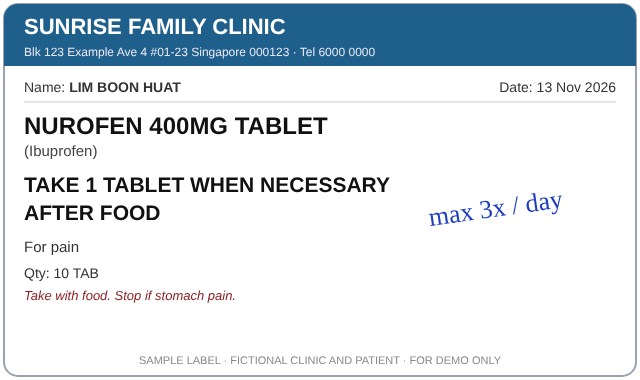 SUNRISE FAMILY CLINIC
Blk 123 Example Ave 4 #01-23 Singapore 000123 · Tel 6000 0000
Name: LIM BOON HUAT
Date: 13 Nov 2026
NUROFEN 400MG TABLET
(Ibuprofen)
TAKE 1 TABLET WHEN NECESSARY
AFTER FOOD
max 3x / day
For pain
Qty: 10 TAB
Take with food. Stop if stomach pain.
SAMPLE LABEL · FICTIONAL CLINIC AND PATIENT · FOR DEMO ONLY